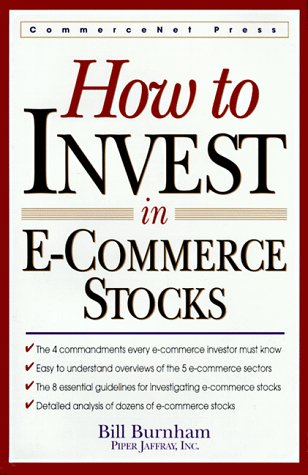 CommerceNet Press
How to
INVEST
in
E-COMMERCE
STOCKS
✔ The 4 commandments every e-commerce investor must know
✔ Easy to understand overviews of the 5 e-commerce sectors
✔ The 8 essential guidelines for investigating e-commerce stocks
✔ Detailed analysis of dozens of e-commerce stocks
Bill Burnham
PIPER JAFFRAY, INC.